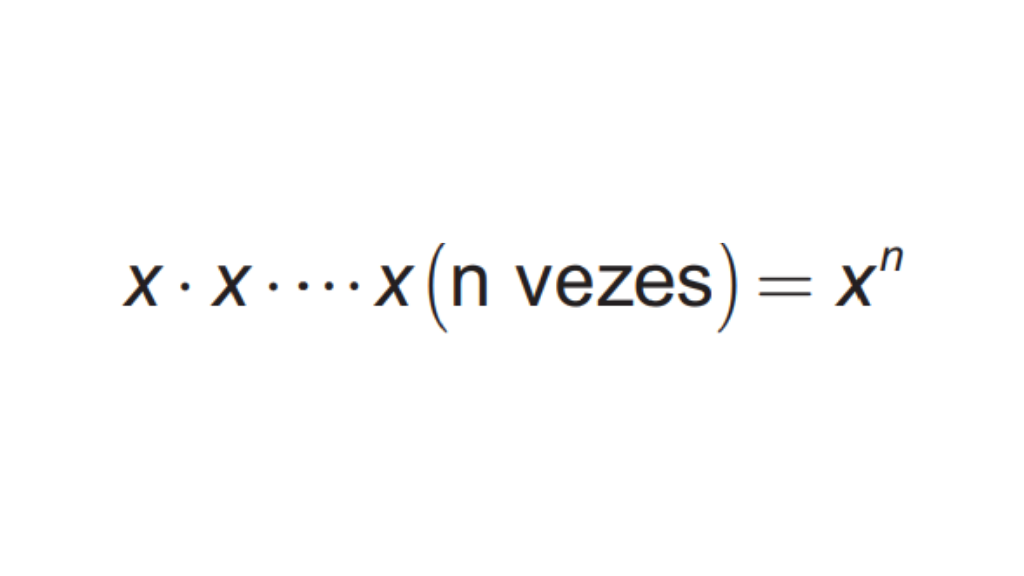 x · x · ··· x (n vezes) = xⁿ